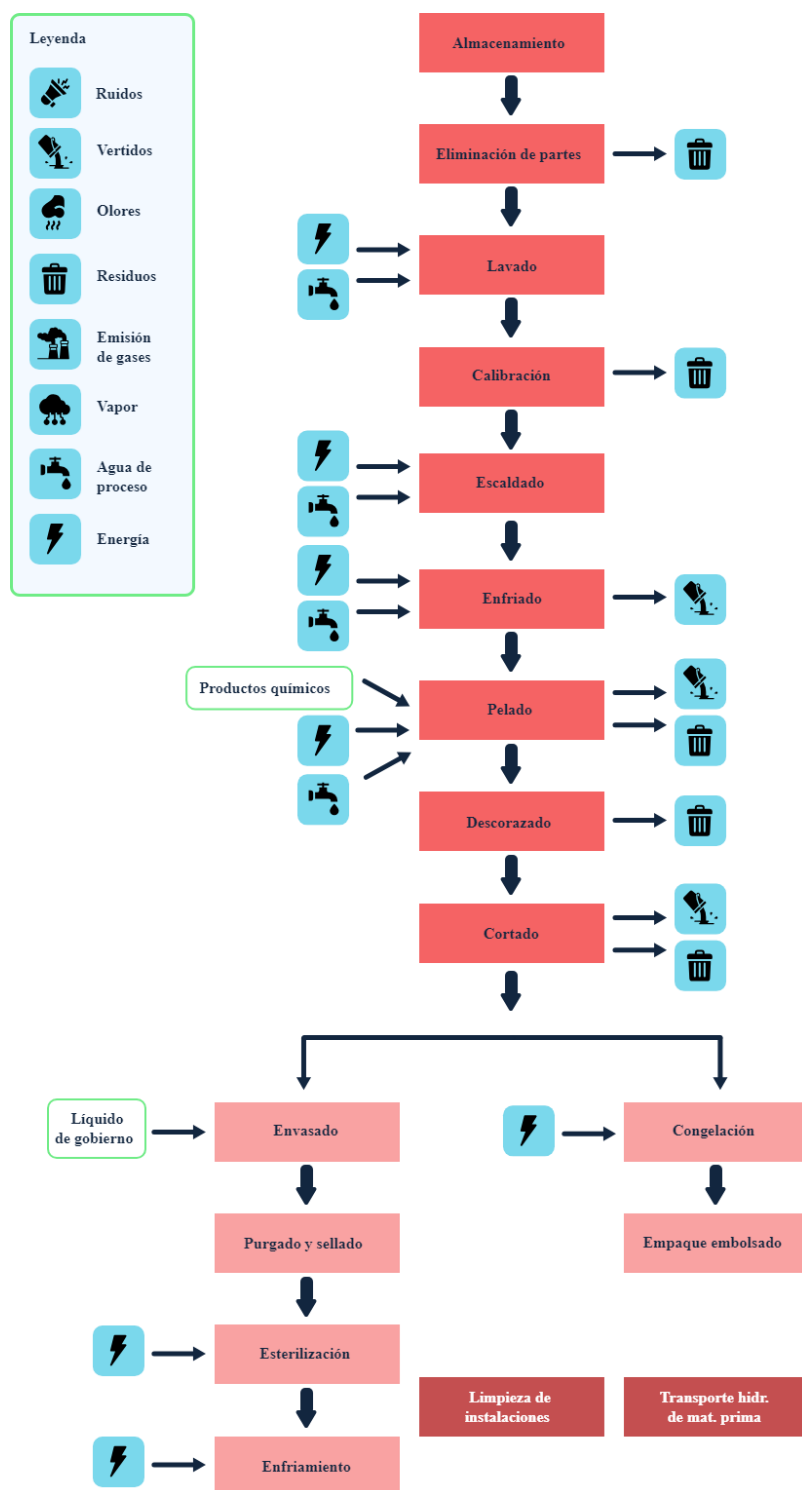 Leyenda
Ruidos
Vertidos
Olores
Residuos
Emisión
de gases
Vapor
Agua de
proceso
Energía
Almacenamiento
Eliminación de partes
Lavado
Calibración
Escaldado
Enfriado
Productos químicos
Pelado
Descorazado
Cortado
Líquido
de gobierno
Envasado
Congelación
Purgado y sellado
Empaque embolsado
Esterilización
Limpieza de
instalaciones
Transporte hidr.
de mat. prima
Enfriamiento